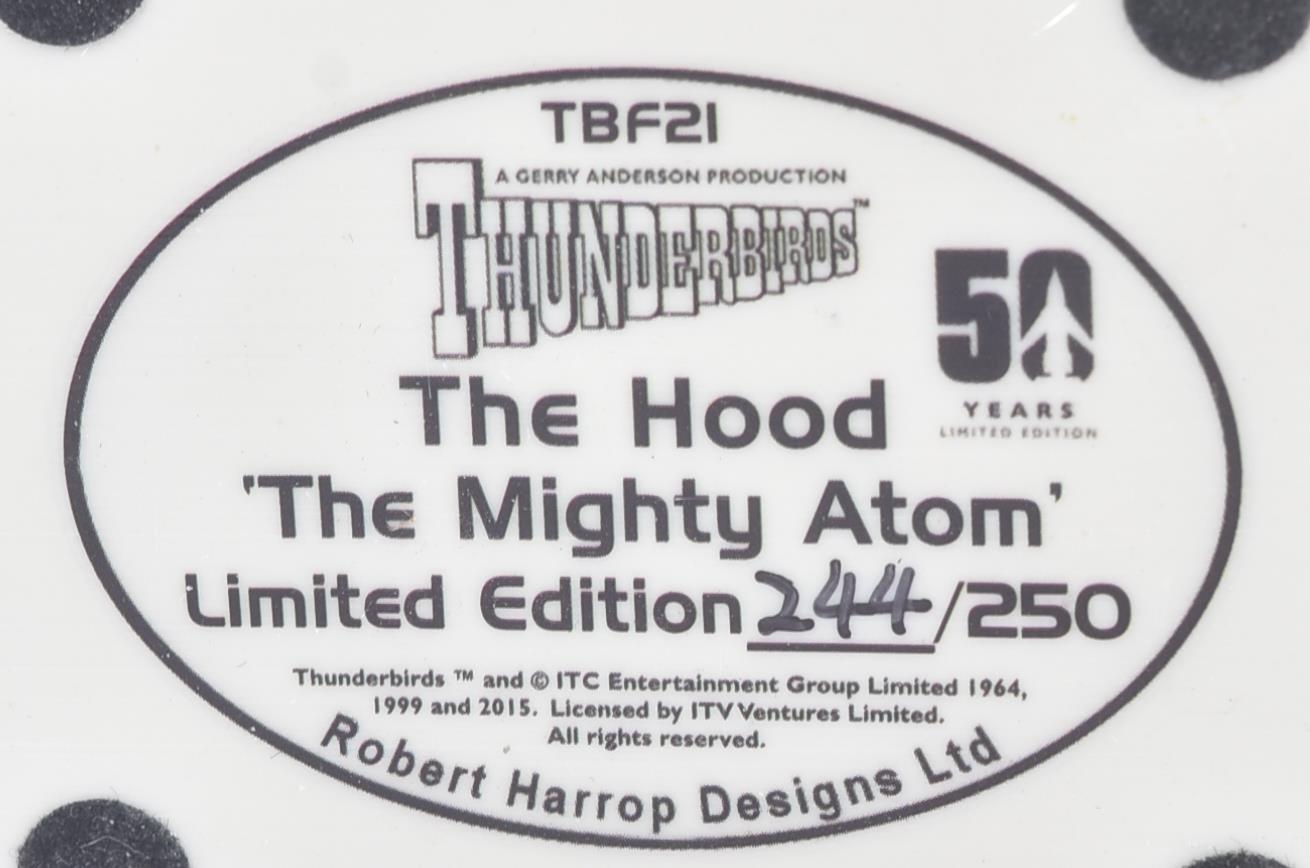 TBF21
A GERRY ANDERSON PRODUCTION
THUNDERBIRDS™
50
YEARS
LIMITED EDITION
The Hood
'The Mighty Atom'
Limited Edition 244/250
Thunderbirds ™ and © ITC Entertainment Group Limited 1964,
1999 and 2015. Licensed by ITV Ventures Limited.
All rights reserved.
Robert Harrop Designs Ltd